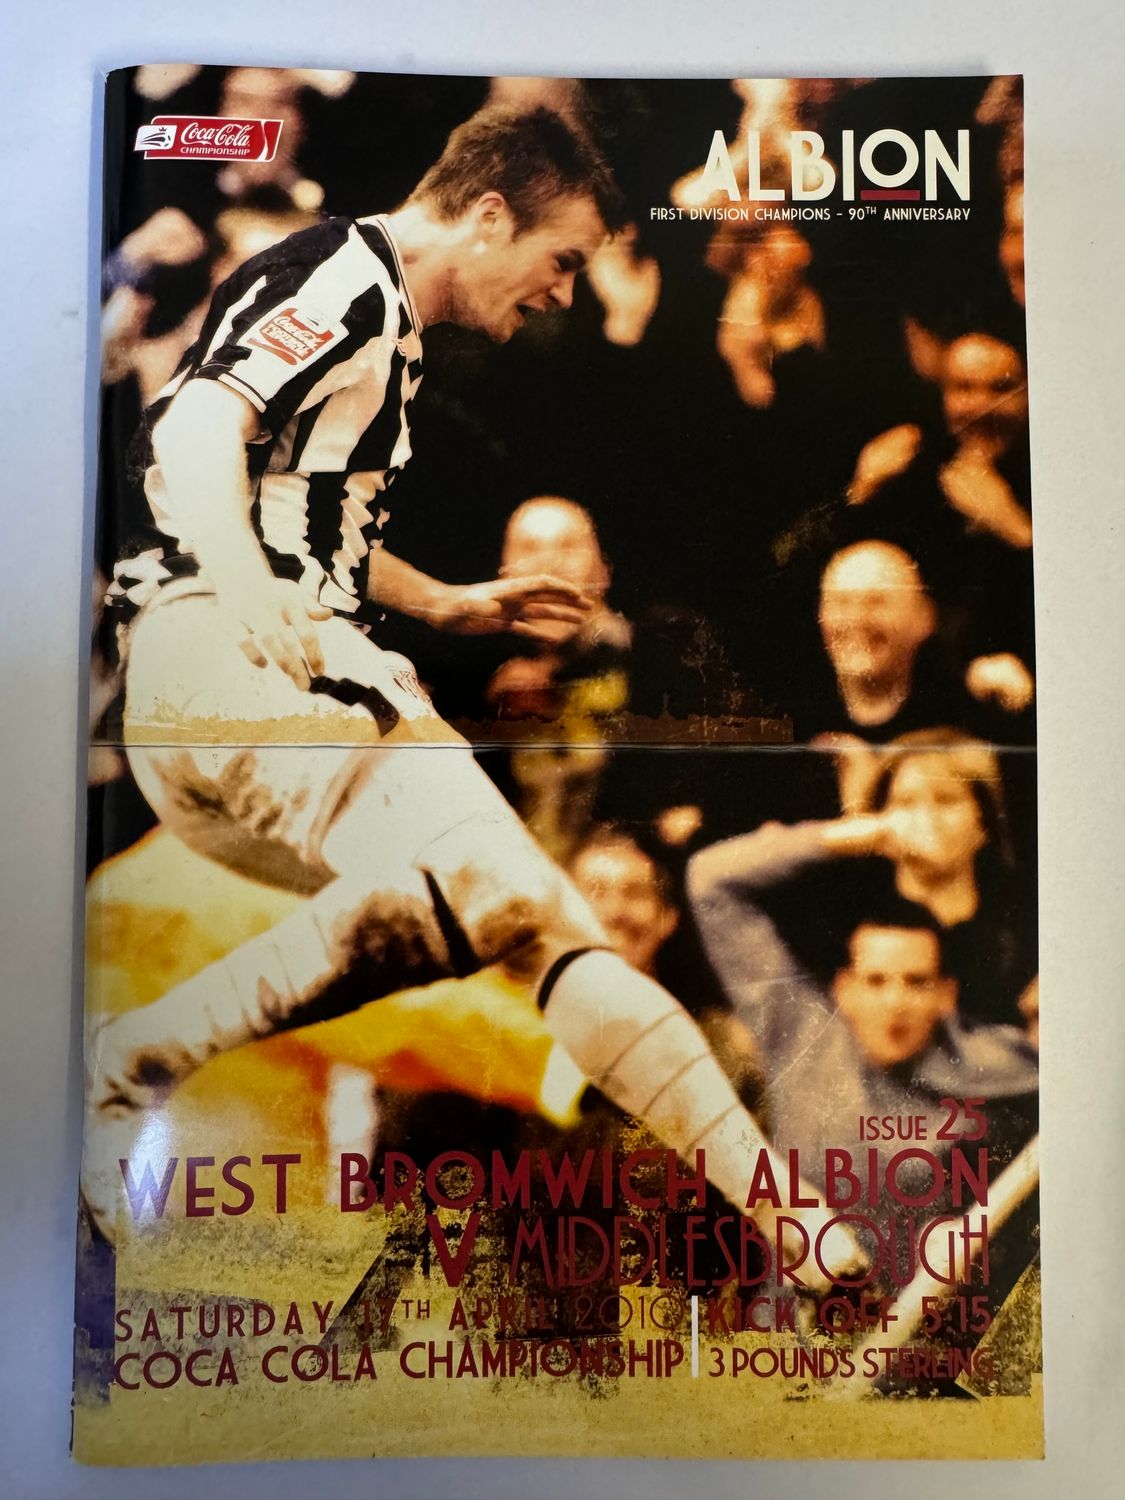 Coca-Cola
CHAMPIONSHIP
ALBION
FIRST DIVISION CHAMPIONS - 90TH ANNIVERSARY
ISSUE 25
WEST BROMWICH ALBION
V MIDDLESBROUGH
SATURDAY 17TH APRIL 2010 KICK OFF 5:15
COCA COLA CHAMPIONSHIP 3 POUNDS STERLING